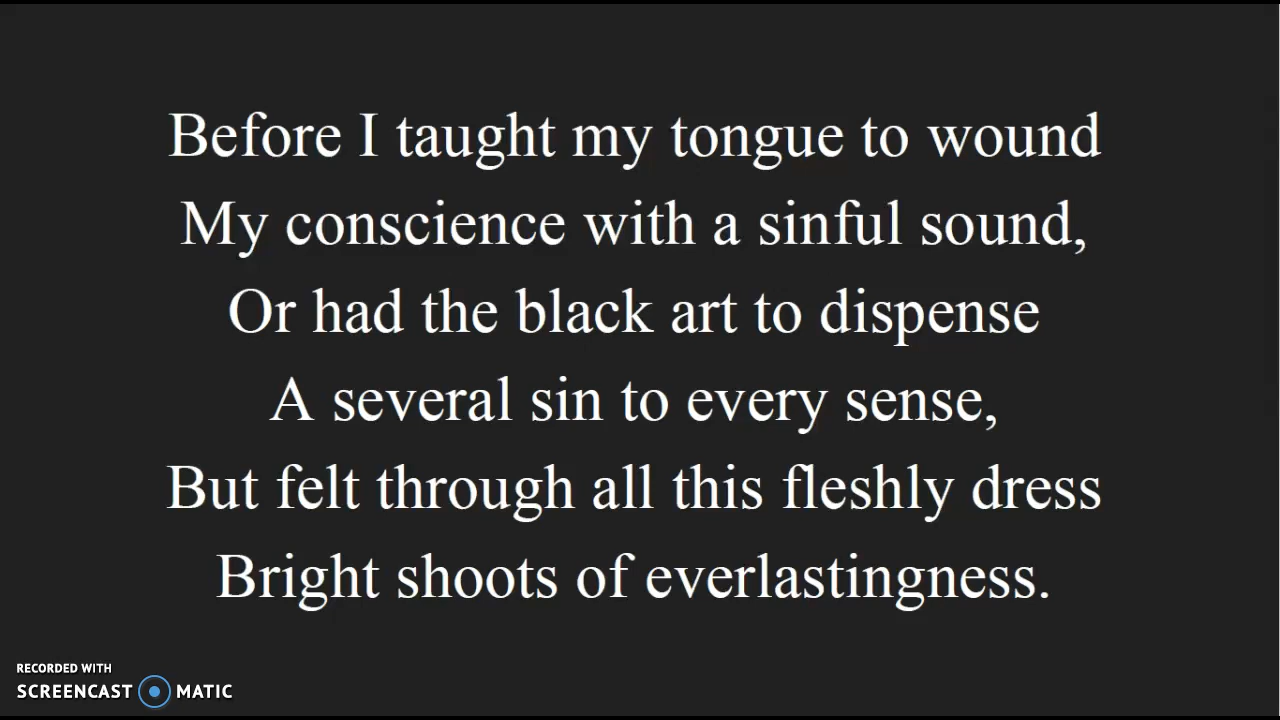 Before I taught my tongue to wound
My conscience with a sinful sound,
Or had the black art to dispense
A several sin to every sense,
But felt through all this fleshly dress
Bright shoots of everlastingness.
RECORDED WITH
SCREENCAST MATIC